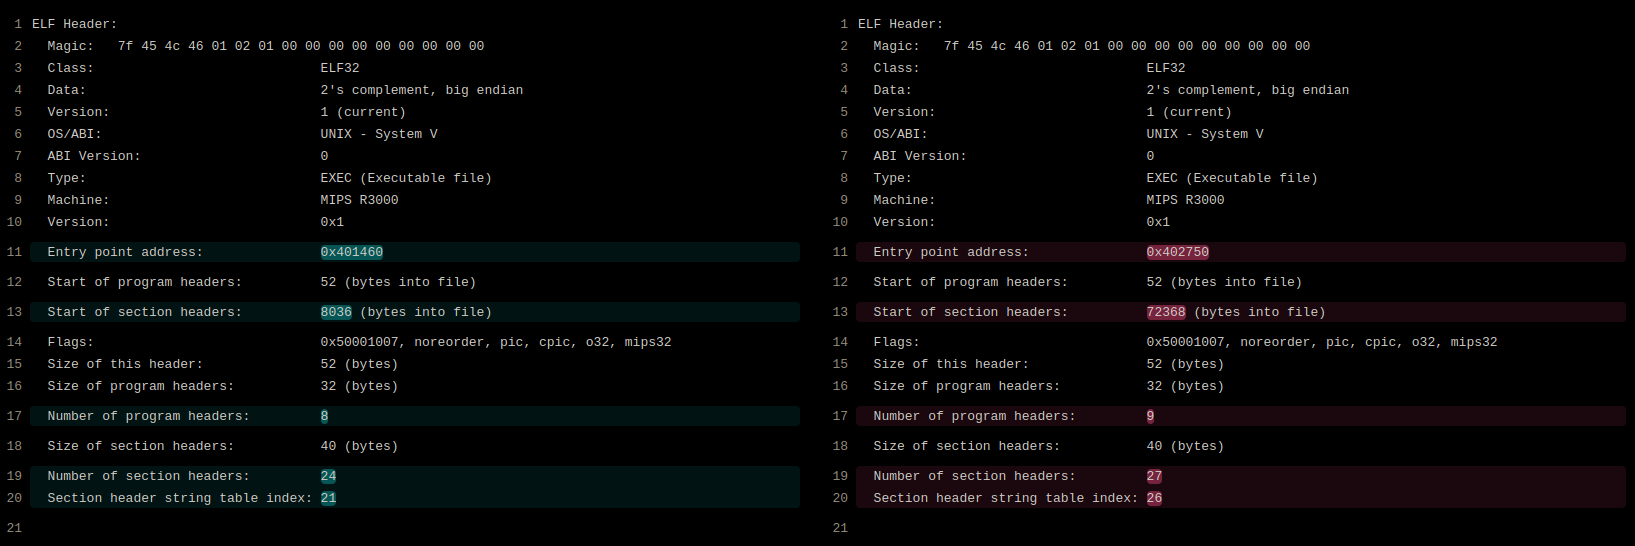 1 ELF Header:
2 Magic: 7f 45 4c 46 01 02 01 00 00 00 00 00 00 00 00 00
3 Class: ELF32
4 Data: 2's complement, big endian
5 Version: 1 (current)
6 OS/ABI: UNIX - System V
7 ABI Version: 0
8 Type: EXEC (Executable file)
9 Machine: MIPS R3000
10 Version: 0x1
11 Entry point address: 0x401460
12 Start of program headers: 52 (bytes into file)
13 Start of section headers: 8036 (bytes into file)
14 Flags: 0x50001007, noreorder, pic, cpic, o32, mips32
15 Size of this header: 52 (bytes)
16 Size of program headers: 32 (bytes)
17 Number of program headers: 8
18 Size of section headers: 40 (bytes)
19 Number of section headers: 24
20 Section header string table index: 21
21
1 ELF Header:
2 Magic: 7f 45 4c 46 01 02 01 00 00 00 00 00 00 00 00 00
3 Class: ELF32
4 Data: 2's complement, big endian
5 Version: 1 (current)
6 OS/ABI: UNIX - System V
7 ABI Version: 0
8 Type: EXEC (Executable file)
9 Machine: MIPS R3000
10 Version: 0x1
11 Entry point address: 0x402750
12 Start of program headers: 52 (bytes into file)
13 Start of section headers: 72368 (bytes into file)
14 Flags: 0x50001007, noreorder, pic, cpic, o32, mips32
15 Size of this header: 52 (bytes)
16 Size of program headers: 32 (bytes)
17 Number of program headers: 9
18 Size of section headers: 40 (bytes)
19 Number of section headers: 27
20 Section header string table index: 26
21